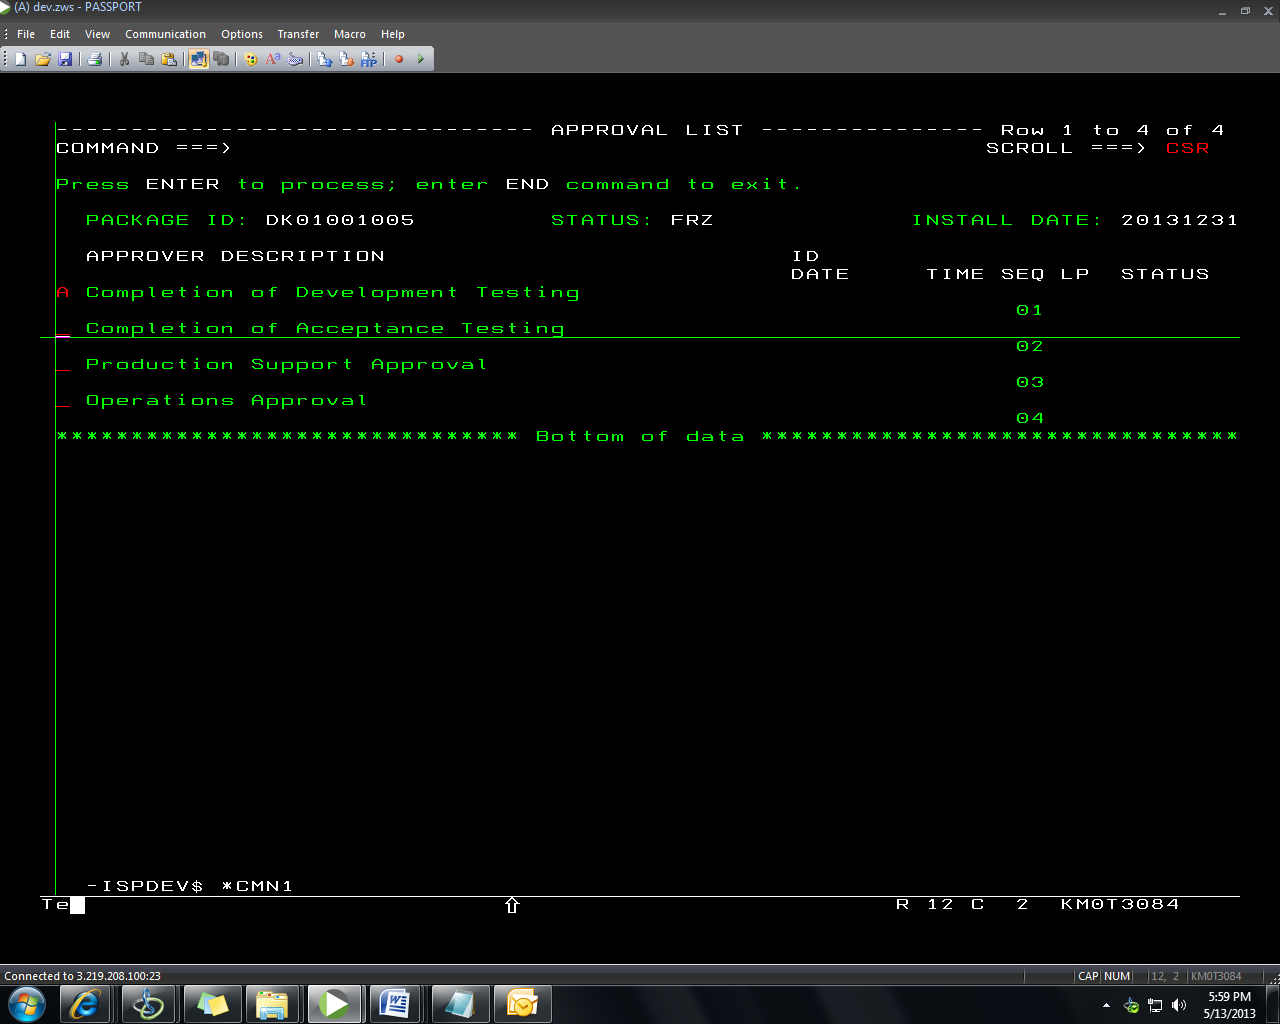 (A) dev.zws - PASSPORT
File Edit View Communication Options Transfer Macro Help
-------------------------------- APPROVAL LIST --------------- Row 1 to 4 of 4
COMMAND ===> SCROLL ===> CSR
Press ENTER to process; enter END command to exit.
PACKAGE ID: DK01001005 STATUS: FRZ INSTALL DATE: 20131231
APPROVER DESCRIPTION ID
DATE TIME SEQ LP STATUS
A Completion of Development Testing
01
_ Completion of Acceptance Testing
02
_ Production Support Approval
03
_ Operations Approval
04
******************************* Bottom of data ********************************
-ISPDEV$ *CMN1
Te R 12 C 2 KM0T3084
Connected to 3.219.208.100:23 CAP NUM 12, 2 KM0T3084
5:59 PM
5/13/2013